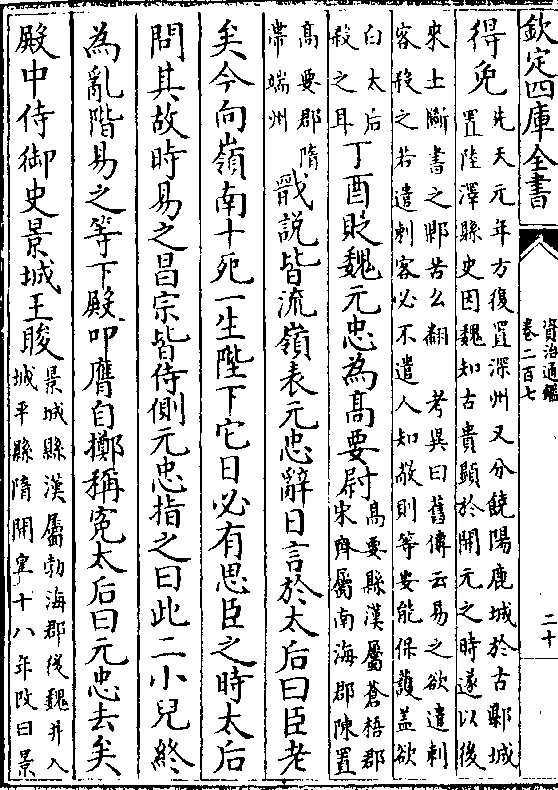 欽定四庫全書
資治通鑑
卷二百七
二十
得免
先天元年方復置深州又分饒陽鹿城於古鄡城
置陸澤縣史因魏知古貴顯於開元之時遂以後
來土斷書之鄡苦么翻 考異曰舊傳云易之欲遣刺
客殺之若遣刺客必不遣人知敬則等安能保護盖欲
白太后
殺之耳
丁酉貶魏元忠為髙要尉
髙要縣漢屬蒼梧郡
宋齊屬南海郡陳置
髙要郡隋
帶端州
戩說皆流嶺表元忠辭日言於太后曰臣老
矣今向嶺南十死一生陛下它日必有思臣之時太后
問其故時易之昌宗皆侍側元忠指之曰此二小兒終
為亂階易之等下殿叩膺自擲稱寃太后曰元忠去矣
殿中侍御史景城王晙
景城縣漢屬勃海郡後魏并入
城平縣隋開皇十八年改曰景